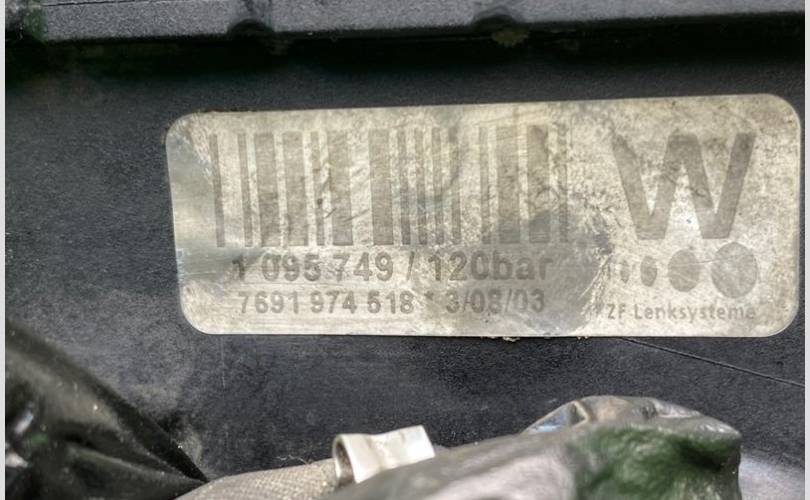 W
1 095 749 / 120bar
7691 974 518 * 3/08/03
ZF Lenksysteme